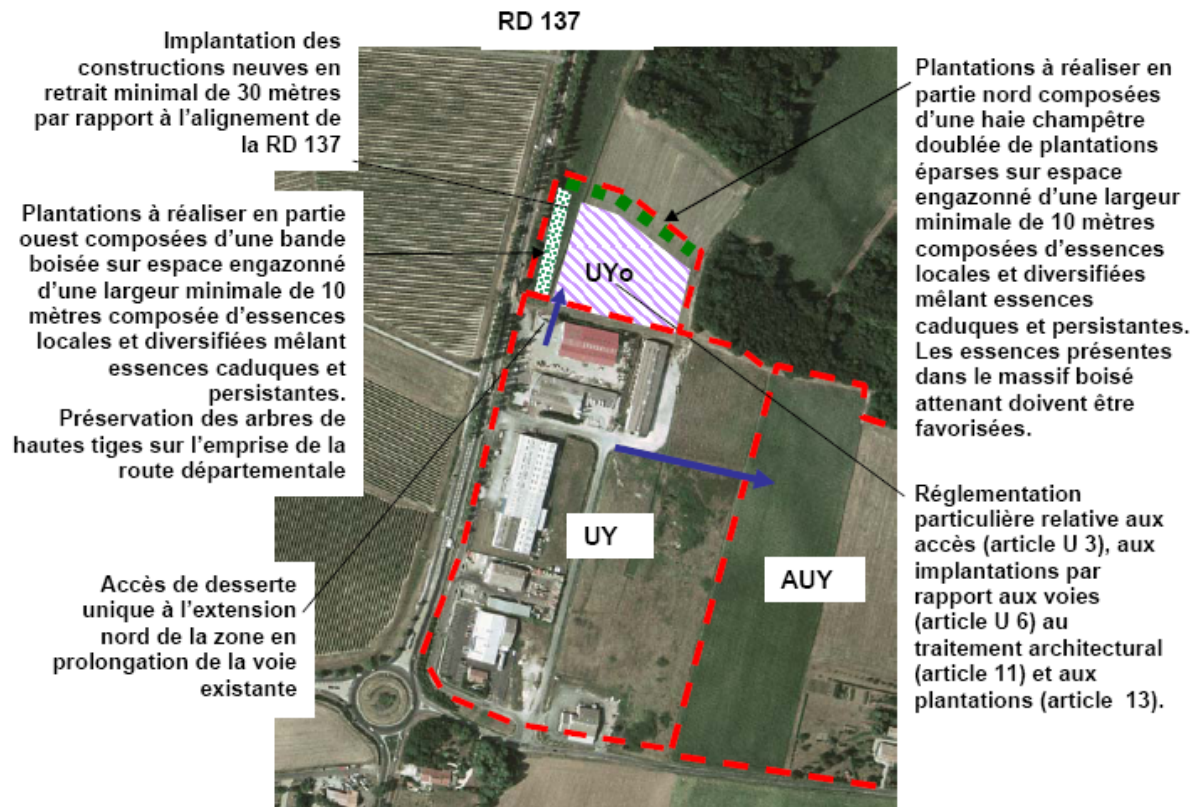 RD 137
Implantation des
constructions neuves en
retrait minimal de 30 mètres
par rapport à l'alignement de
la RD 137
Plantations à réaliser en partie
ouest composées d'une bande
boisée sur espace engazonné
d'une largeur minimale de 10
mètres composée d'essences
locales et diversifiées mêlant
essences caduques et
persistantes.
Préservation des arbres de
hautes tiges sur l'emprise de la
route départementale
Accès de desserte
unique à l'extension
nord de la zone en
prolongation de la voie
existante
UYo
UY
AUY
Plantations à réaliser en
partie nord composées
d'une haie champêtre
doublée de plantations
éparses sur espace
engazonné d'une largeur
minimale de 10 mètres
composées d'essences
locales et diversifiées
mêlant essences
caduques et persistantes.
Les essences présentes
dans le massif boisé
attenant doivent être
favorisées.
Réglementation
particulière relative aux
accès (article U 3), aux
implantations par
rapport aux voies
(article U 6) au
traitement architectural
(article 11) et aux
plantations (article  13).